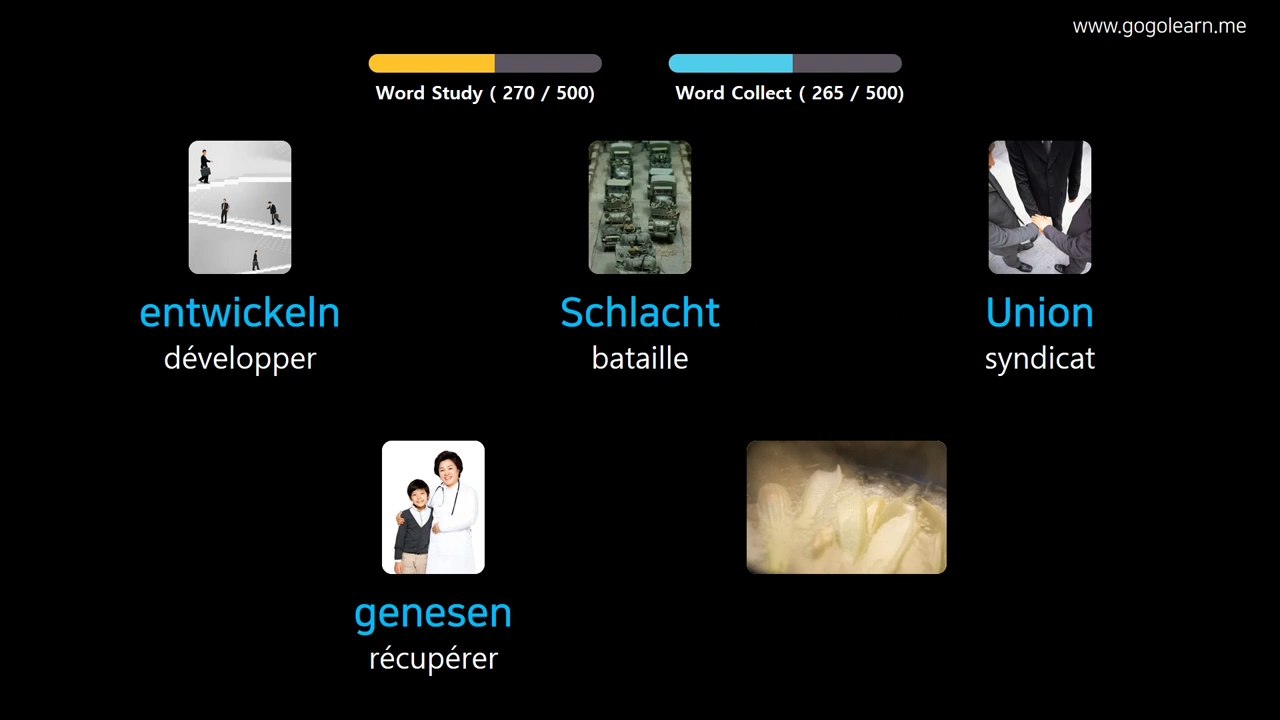 www.gogolearn.me
Word Study ( 270 / 500)
Word Collect ( 265 / 500)
entwickeln
développer
Schlacht
bataille
Union
syndicat
genesen
récupérer